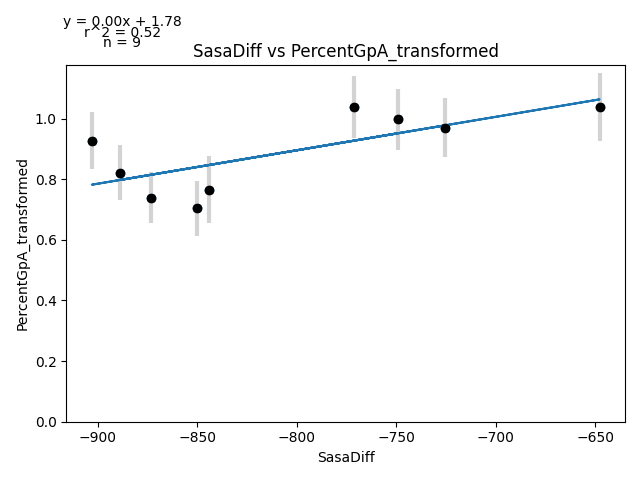 y = 0.00x + 1.78
r^2 = 0.52
n = 9
SasaDiff vs PercentGpA_transformed
PercentGpA_transformed
1.0
0.8
0.6
0.4
0.2
0.0
−900
−850
−800
−750
−700
−650
SasaDiff